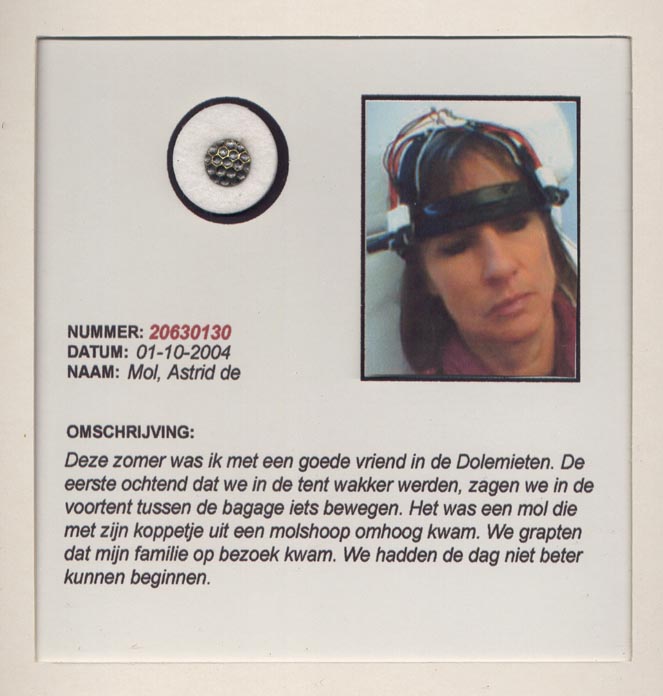 NUMMER: 20630130
DATUM: 01-10-2004
NAAM: Mol, Astrid de
OMSCHRIJVING:
Deze zomer was ik met een goede vriend in de Dolemieten. De
eerste ochtend dat we in de tent wakker werden, zagen we in de
voortent tussen de bagage iets bewegen. Het was een mol die
met zijn koppetje uit een molshoop omhoog kwam. We grapten
dat mijn familie op bezoek kwam. We hadden de dag niet beter
kunnen beginnen.